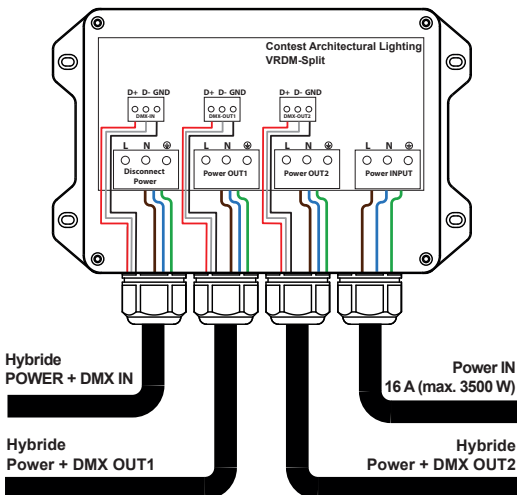 Contest Architectural Lighting
VRDM-Split
D+ D- GND
DMX-IN
D+ D- GND
DMX-OUT1
D+ D- GND
DMX-OUT2
L N
Disconnect
Power
L N
Power OUT1
L N
Power OUT2
L N
Power INPUT
Hybride
POWER + DMX IN
Power IN
16 A (max. 3500 W)
Hybride
Power + DMX OUT1
Hybride
Power + DMX OUT2